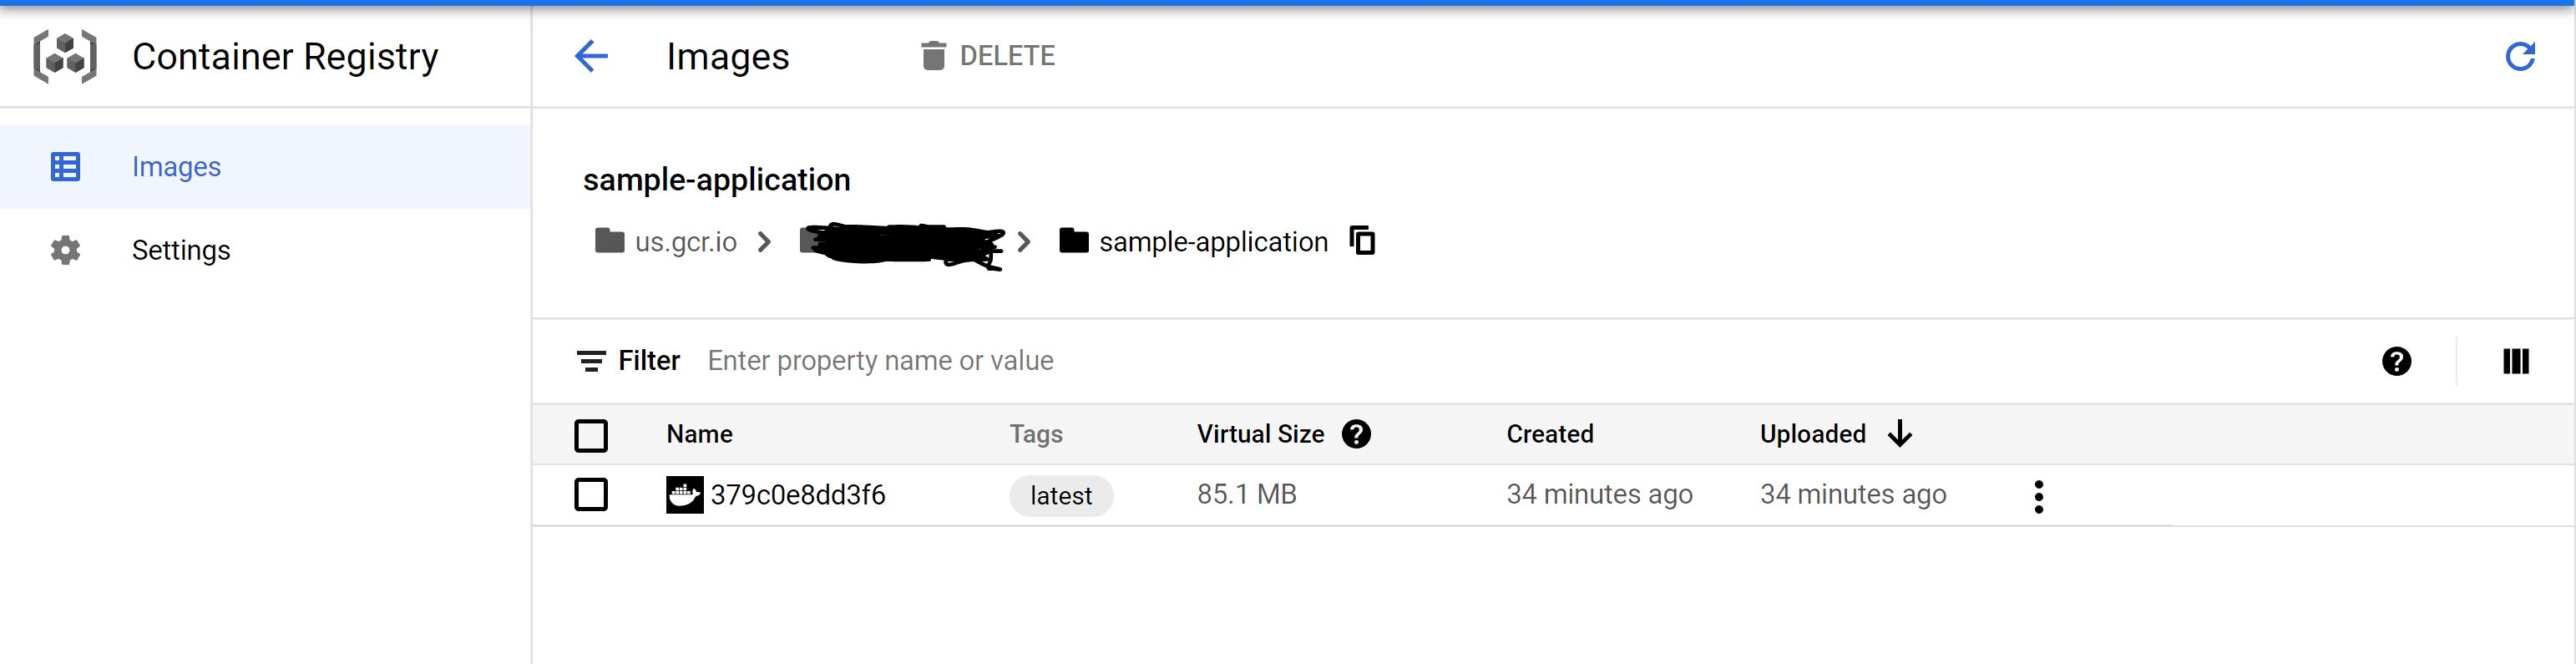 Container Registry
Images
Settings
Images DELETE
sample-application
us.gcr.io sample-application
Filter Enter property name or value
Name Tags Virtual Size Created Uploaded
379c0e8dd3f6 latest 85.1 MB 34 minutes ago 34 minutes ago